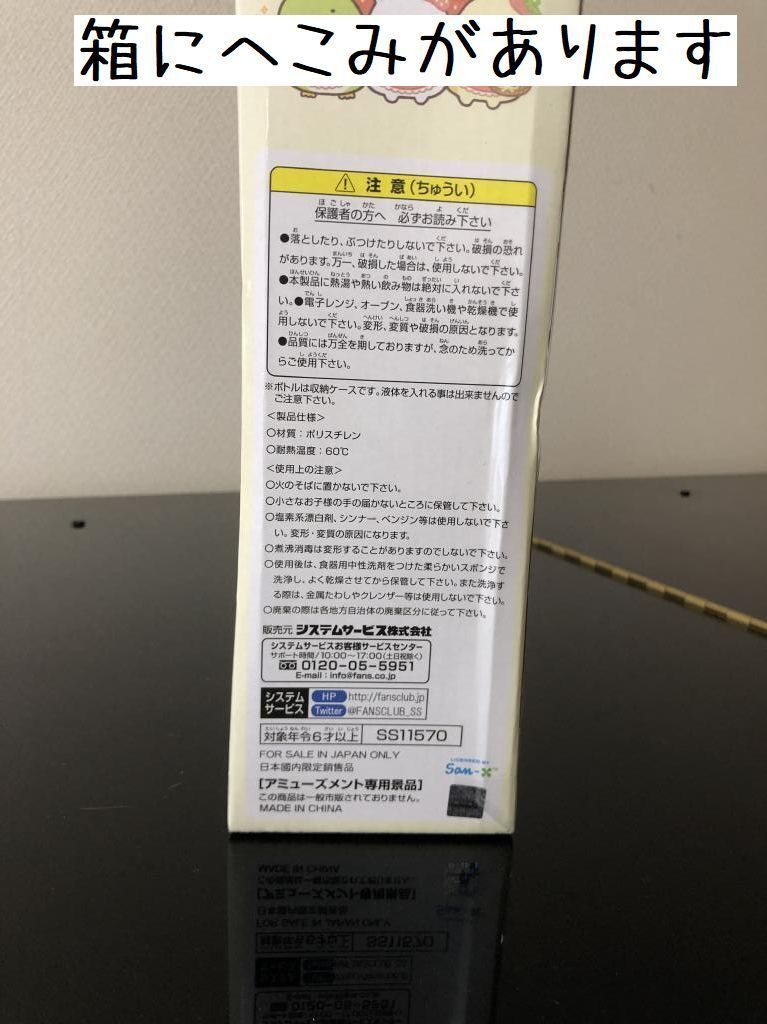 箱にへこみがあります
⚠ 注意(ちゅうい)
保護者の方へ 必ずお読み下さい
●落としたり、ぶつけたりしないで下さい。破損の恐れ
があります。万一、破損した場合は、使用しないで下さい。
●本製品に熱湯や熱い飲み物は絶対に入れないで下さ
い。●電子レンジ、オーブン、食器洗い機や乾燥機で使
用しないで下さい。変形、変質や破損の原因となります。
●品質には万全を期しておりますが、念のため洗ってか
らご使用下さい。
※ボトルは収納ケースです。液体を入れる事は出来ませんので
ご注意下さい。
<製品仕様>
○材質:ポリスチレン
○耐熱温度:60℃
<使用上の注意>
○火のそばに置かないで下さい。
○小さなお子様の手の届かないところに保管して下さい。
○塩素系漂白剤、シンナー、ベンジン等は使用しないで下さ
い。変形・変質の原因になります。
○煮沸消毒は変形することがありますのでしないで下さい。
○使用後は、食器用中性洗剤をつけた柔らかいスポンジで
洗浄し、よく乾燥させてから保管して下さい。また洗浄す
る際は、金属たわしやクレンザー等は使用しないで下さい。
○廃棄の際は各地方自治体の廃棄区分に従って下さい。
販売元 システムサービス株式会社
システムサービスお客様サービスセンター
サポート時間/10:00~17:00(土日祝除く)
0120-05-5951
E-mail : info@fans.co.jp
システム
サービス
HP http://fansclub.jp
Twitter @FANSCLUB_SS
対象年令6才以上 SS11570
FOR SALE IN JAPAN ONLY
日本國内限定銷售品
LICENSED BY
San-X™
[アミューズメント専用景品]
この商品は一般市販されておりません。
MADE IN CHINA